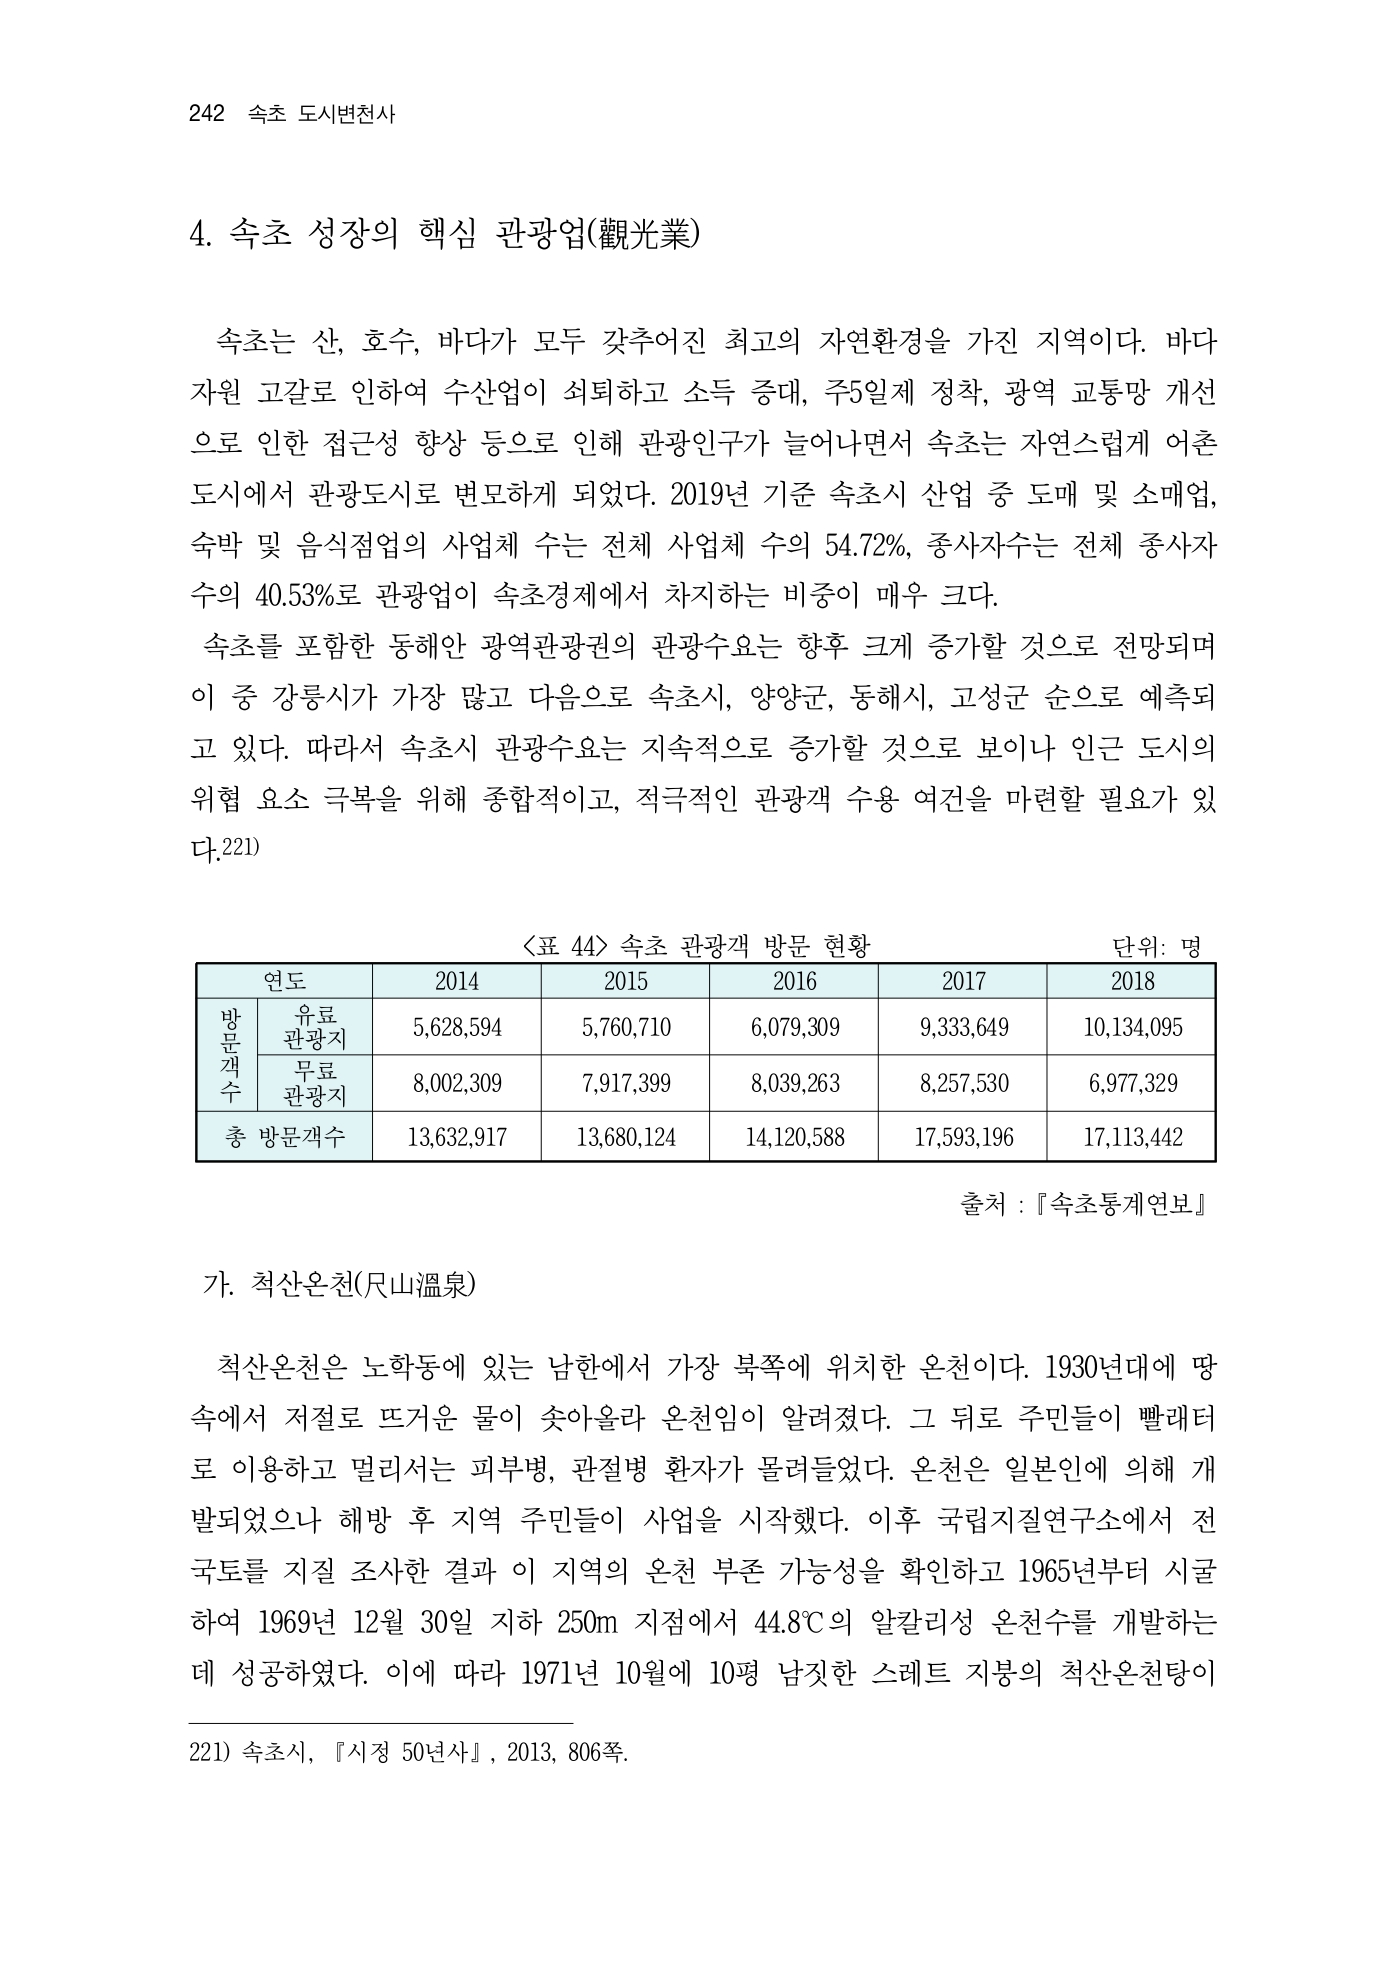 242 속초 도시변천사
4. 속초 성장의 핵심 관광업(觀光業)
속초는 산, 호수, 바다가 모두 갖추어진 최고의 자연환경을 가진 지역이다. 바다
자원 고갈로 인하여 수산업이 쇠퇴하고 소득 증대, 주5일제 정착, 광역 교통망 개선
으로 인한 접근성 향상 등으로 인해 관광인구가 늘어나면서 속초는 자연스럽게 어촌
도시에서 관광도시로 변모하게 되었다. 2019년 기준 속초시 산업 중 도매 및 소매업,
숙박 및 음식점업의 사업체 수는 전체 사업체 수의 54.72%, 종사자수는 전체 종사자
수의 40.53%로 관광업이 속초경제에서 차지하는 비중이 매우 크다.
속초를 포함한 동해안 광역관광권의 관광수요는 향후 크게 증가할 것으로 전망되며
이 중 강릉시가 가장 많고 다음으로 속초시, 양양군, 동해시, 고성군 순으로 예측되
고 있다. 따라서 속초시 관광수요는 지속적으로 증가할 것으로 보이나 인근 도시의
위협 요소 극복을 위해 종합적이고, 적극적인 관광객 수용 여건을 마련할 필요가 있
다.221)
<표 44> 속초 관광객 방문 현황 단위: 명
연도 2014 2015 2016 2017 2018
방문객수 유료 관광지 5,628,594 5,760,710 6,079,309 9,333,649 10,134,095
무료 관광지 8,002,309 7,917,399 8,039,263 8,257,530 6,977,329
총 방문객수 13,632,917 13,680,124 14,120,588 17,593,196 17,113,442
출처 :『속초통계연보』
가. 척산온천(尺山溫泉)
척산온천은 노학동에 있는 남한에서 가장 북쪽에 위치한 온천이다. 1930년대에 땅
속에서 저절로 뜨거운 물이 솟아올라 온천임이 알려졌다. 그 뒤로 주민들이 빨래터
로 이용하고 멀리서는 피부병, 관절병 환자가 몰려들었다. 온천은 일본인에 의해 개
발되었으나 해방 후 지역 주민들이 사업을 시작했다. 이후 국립지질연구소에서 전
국토를 지질 조사한 결과 이 지역의 온천 부존 가능성을 확인하고 1965년부터 시굴
하여 1969년 12월 30일 지하 250m 지점에서 44.8℃의 알칼리성 온천수를 개발하는
데 성공하였다. 이에 따라 1971년 10월에 10평 남짓한 스레트 지붕의 척산온천탕이
221) 속초시, 『시정 50년사』, 2013, 806쪽.